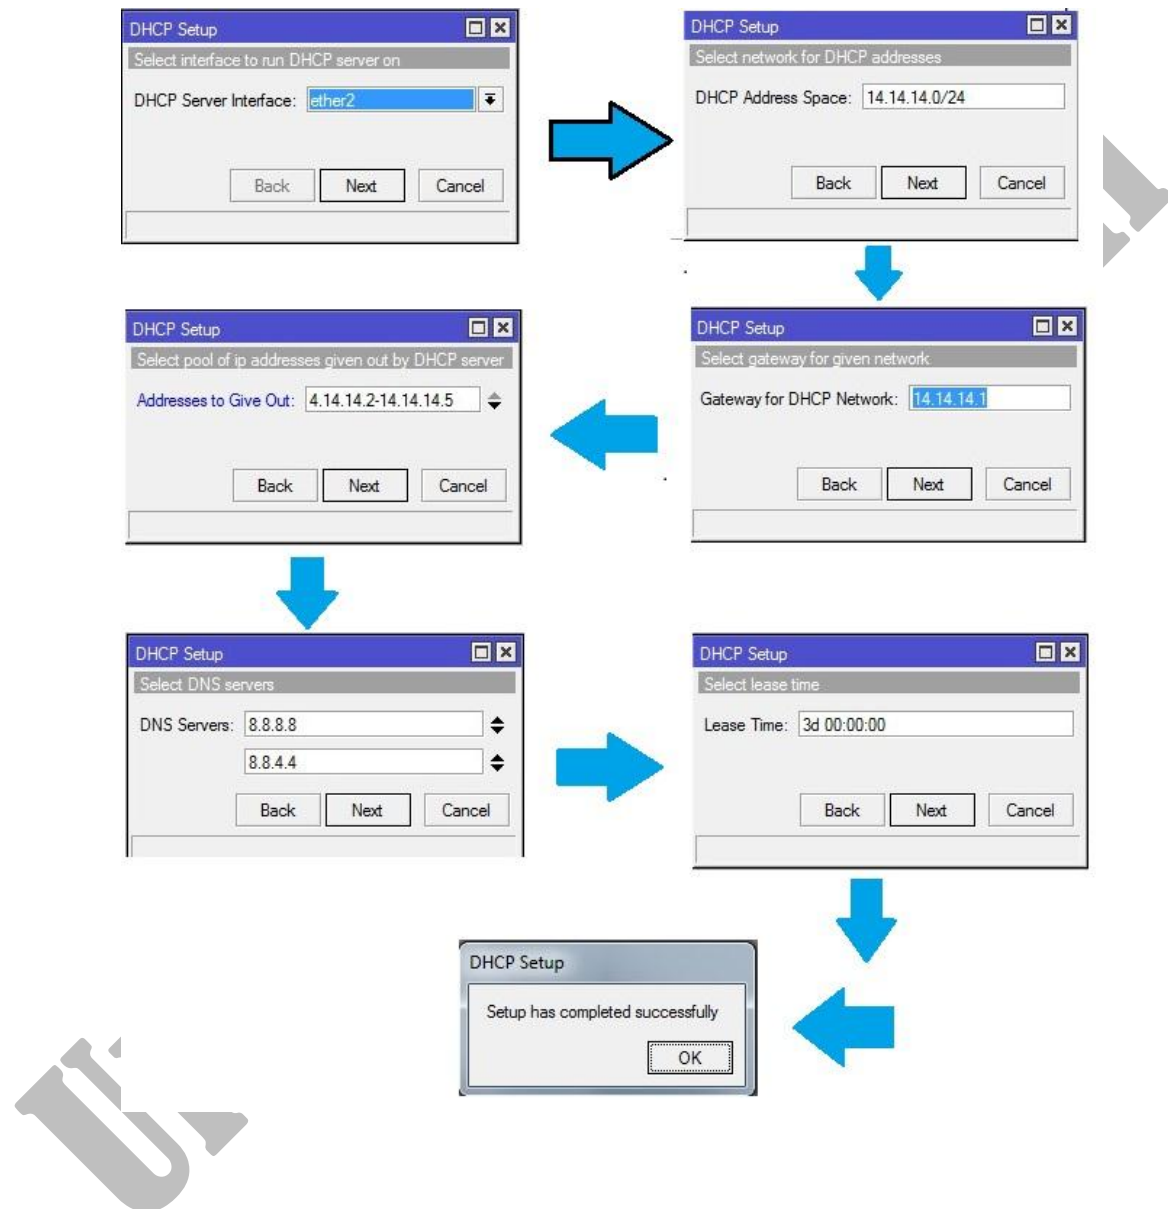 DHCP Setup
Select interface to run DHCP server on
DHCP Server Interface: ether2
Back Next Cancel
DHCP Setup
Select network for DHCP addresses
DHCP Address Space: 14.14.14.0/24
Back Next Cancel
DHCP Setup
Select gateway for given network
Gateway for DHCP Network: 14.14.14.1
Back Next Cancel
DHCP Setup
Select pool of ip addresses given out by DHCP server
Addresses to Give Out: 4.14.14.2-14.14.14.5
Back Next Cancel
DHCP Setup
Select DNS servers
DNS Servers: 8.8.8.8
8.8.4.4
Back Next Cancel
DHCP Setup
Select lease time
Lease Time: 3d 00:00:00
Back Next Cancel
DHCP Setup
Setup has completed successfully
OK